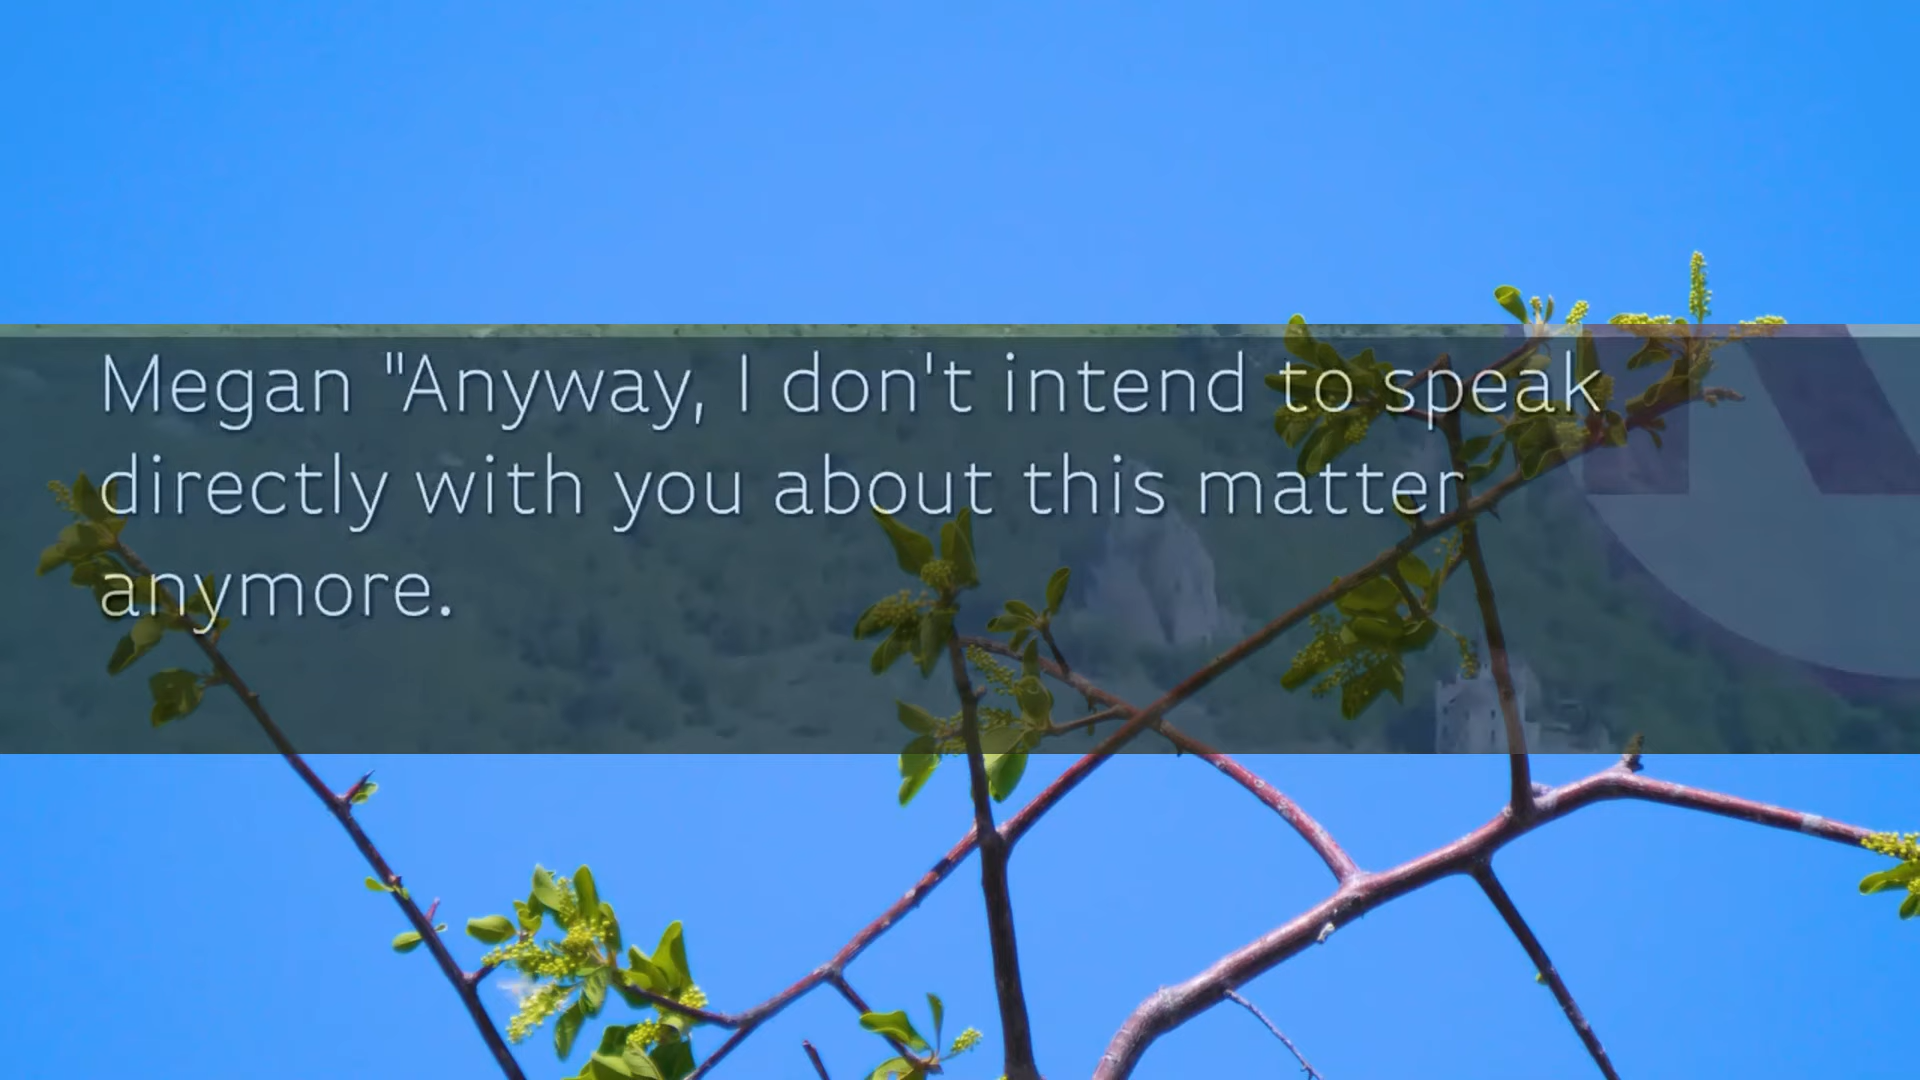 Megan "Anyway, I don't intend to speak
directly with you about this matter
anymore.